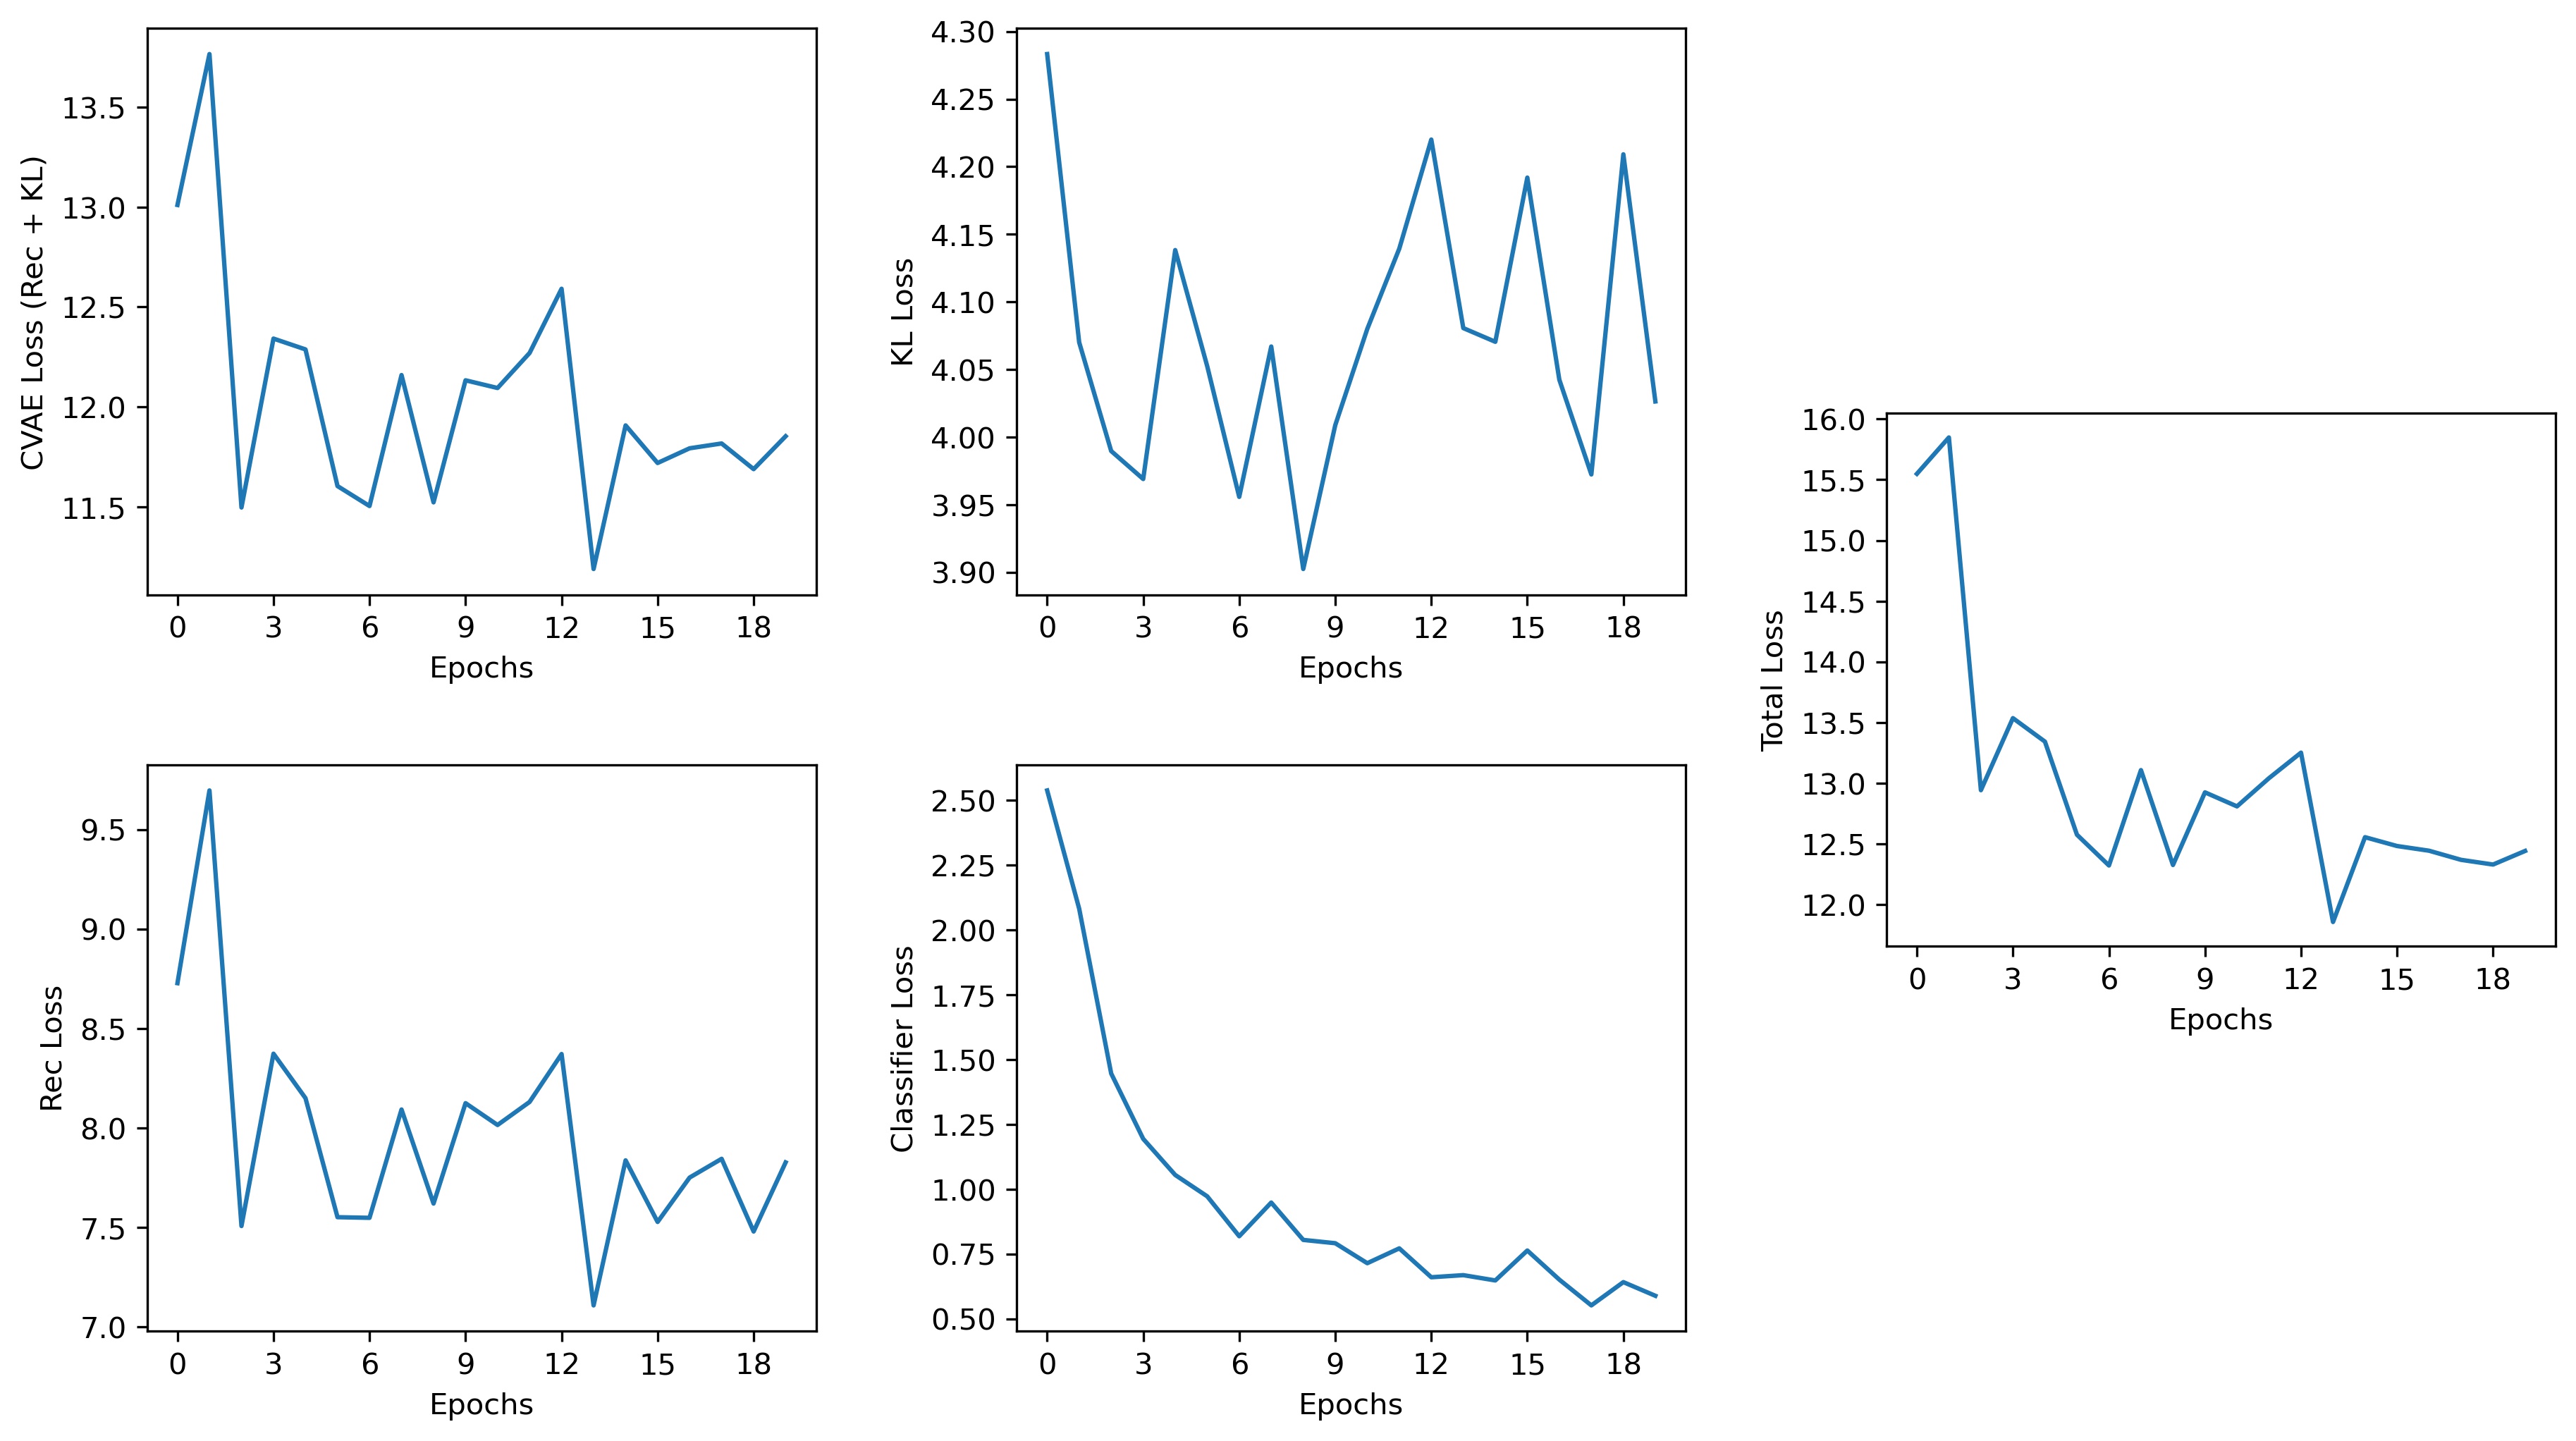 CVAE Loss (Rec + KL)
13.5
13.0
12.5
12.0
11.5
0 3 6 9 12 15 18
Epochs
KL Loss
4.30
4.25
4.20
4.15
4.10
4.05
4.00
3.95
3.90
0 3 6 9 12 15 18
Epochs
Rec Loss
9.5
9.0
8.5
8.0
7.5
7.0
0 3 6 9 12 15 18
Epochs
Classifier Loss
2.50
2.25
2.00
1.75
1.50
1.25
1.00
0.75
0.50
0 3 6 9 12 15 18
Epochs
Total Loss
16.0
15.5
15.0
14.5
14.0
13.5
13.0
12.5
12.0
0 3 6 9 12 15 18
Epochs